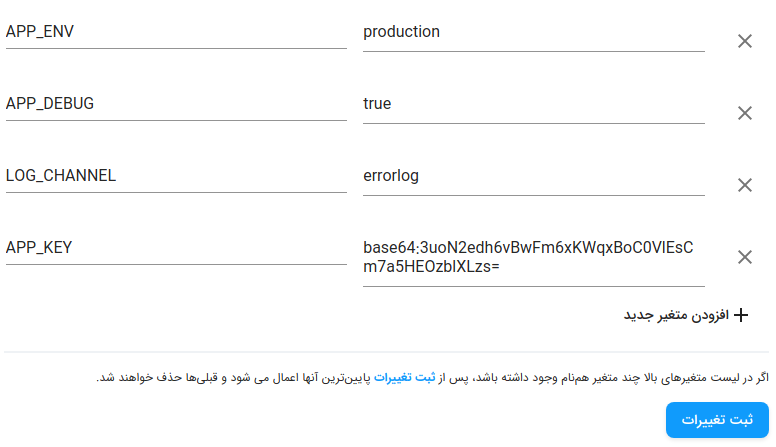 APP_ENV production
APP_DEBUG true
LOG_CHANNEL errorlog
APP_KEY base64:3uoN2edh6vBwFm6xKWqxBoC0VlEsC
m7a5HEOzblXLzs=
افزودن متغیر جدید
اگر در لیست متغیرهای بالا چند متغیر هم‌نام وجود داشته باشد، پس از ثبت تغییرات پایین‌ترین آنها اعمال می شود و قبلی‌ها حذف خواهند شد.
ثبت تغییرات